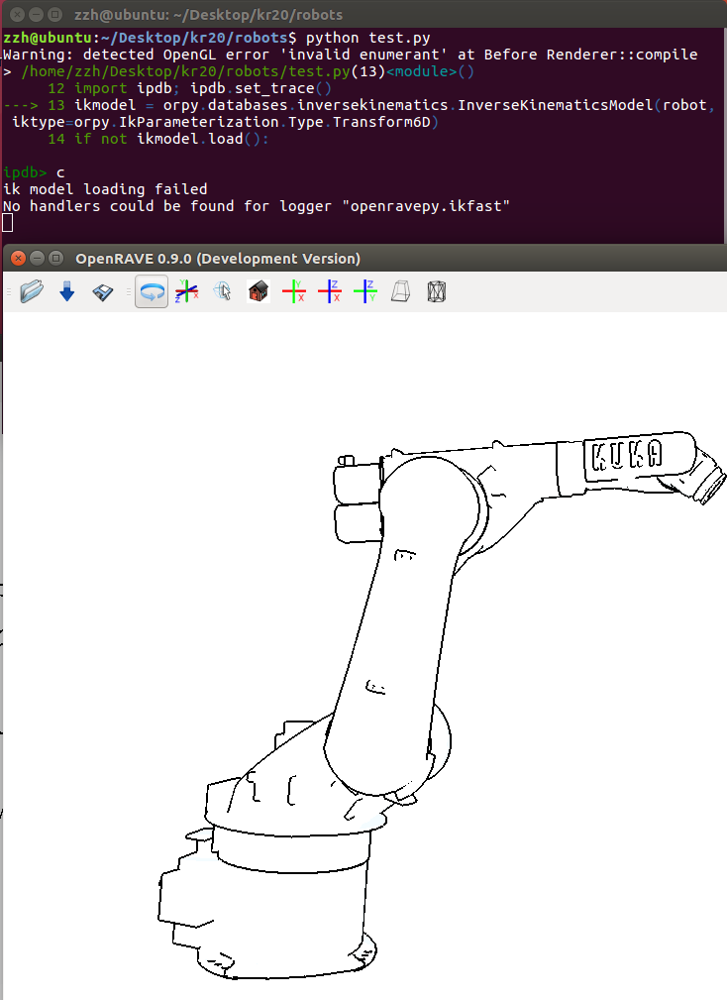 zzh@ubuntu: ~/Desktop/kr20/robots
zzh@ubuntu:~/Desktop/kr20/robots$ python test.py
Warning: detected OpenGL error 'invalid enumerant' at Before Renderer::compile
> /home/zzh/Desktop/kr20/robots/test.py(13)<module>()
     12 import ipdb; ipdb.set_trace()
---> 13 ikmodel = orpy.databases.inversekinematics.InverseKinematicsModel(robot,
 iktype=orpy.IkParameterization.Type.Transform6D)
     14 if not ikmodel.load():
ipdb> c
ik model loading failed
No handlers could be found for logger "openravepy.ikfast"
OpenRAVE 0.9.0 (Development Version)
Y X Z Y X Z X Z Y
KUKA